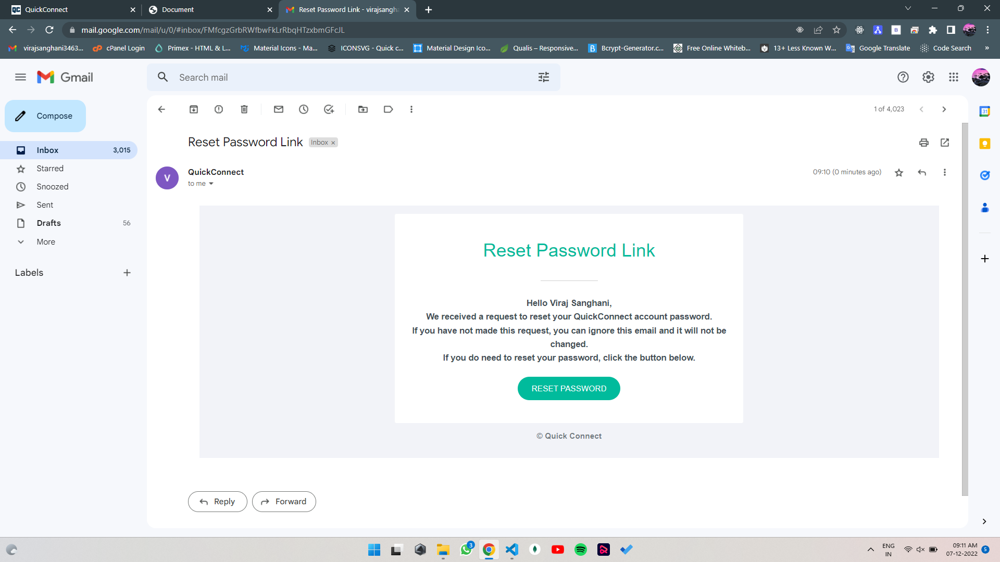 QuickConnect
Document
Reset Password Link - virajsangha
mail.google.com/mail/u/0/#inbox/FMfcgzGrbRWfbwFkLrRbqHTzxbmGFcJL
virajsanghani3463...
cPanel Login
Primex - HTML & L...
Material Icons - Ma...
ICONSVG - Quick c...
Material Design Ico...
Qualis – Responsive...
Bcrypt-Generator.c...
Free Online Whiteb...
13+ Less Known W...
Google Translate
Code Search
»
Gmail
Search mail
Compose
1 of 4,023
Inbox 3,015
Starred
Snoozed
Sent
Drafts 56
More
Labels
Reset Password Link
Inbox ×
V
QuickConnect
to me
09:10 (0 minutes ago)
Reset Password Link
Hello Viraj Sanghani,
We received a request to reset your QuickConnect account password.
If you have not made this request, you can ignore this email and it will not be
changed.
If you do need to reset your password, click the button below.
RESET PASSWORD
© Quick Connect
Reply
Forward
31
3
ENG
IN
09:11 AM
07-12-2022
5